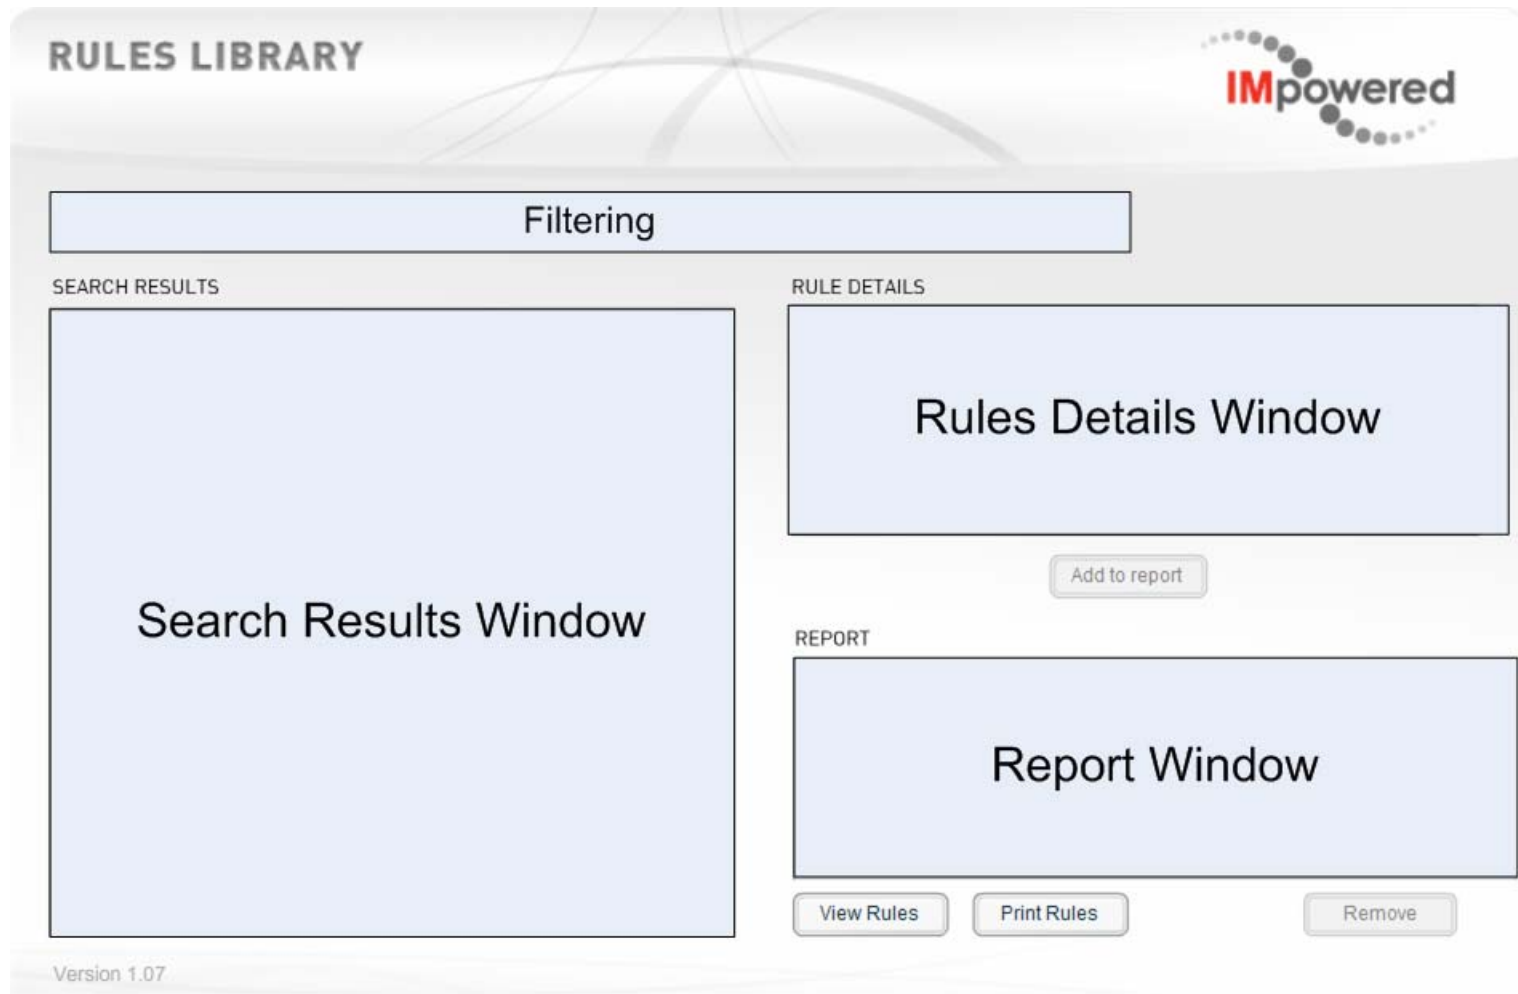 RULES LIBRARY
IMpowered
Filtering
SEARCH RESULTS
Search Results Window
RULE DETAILS
Rules Details Window
Add to report
REPORT
Report Window
View Rules
Print Rules
Remove
Version 1.07